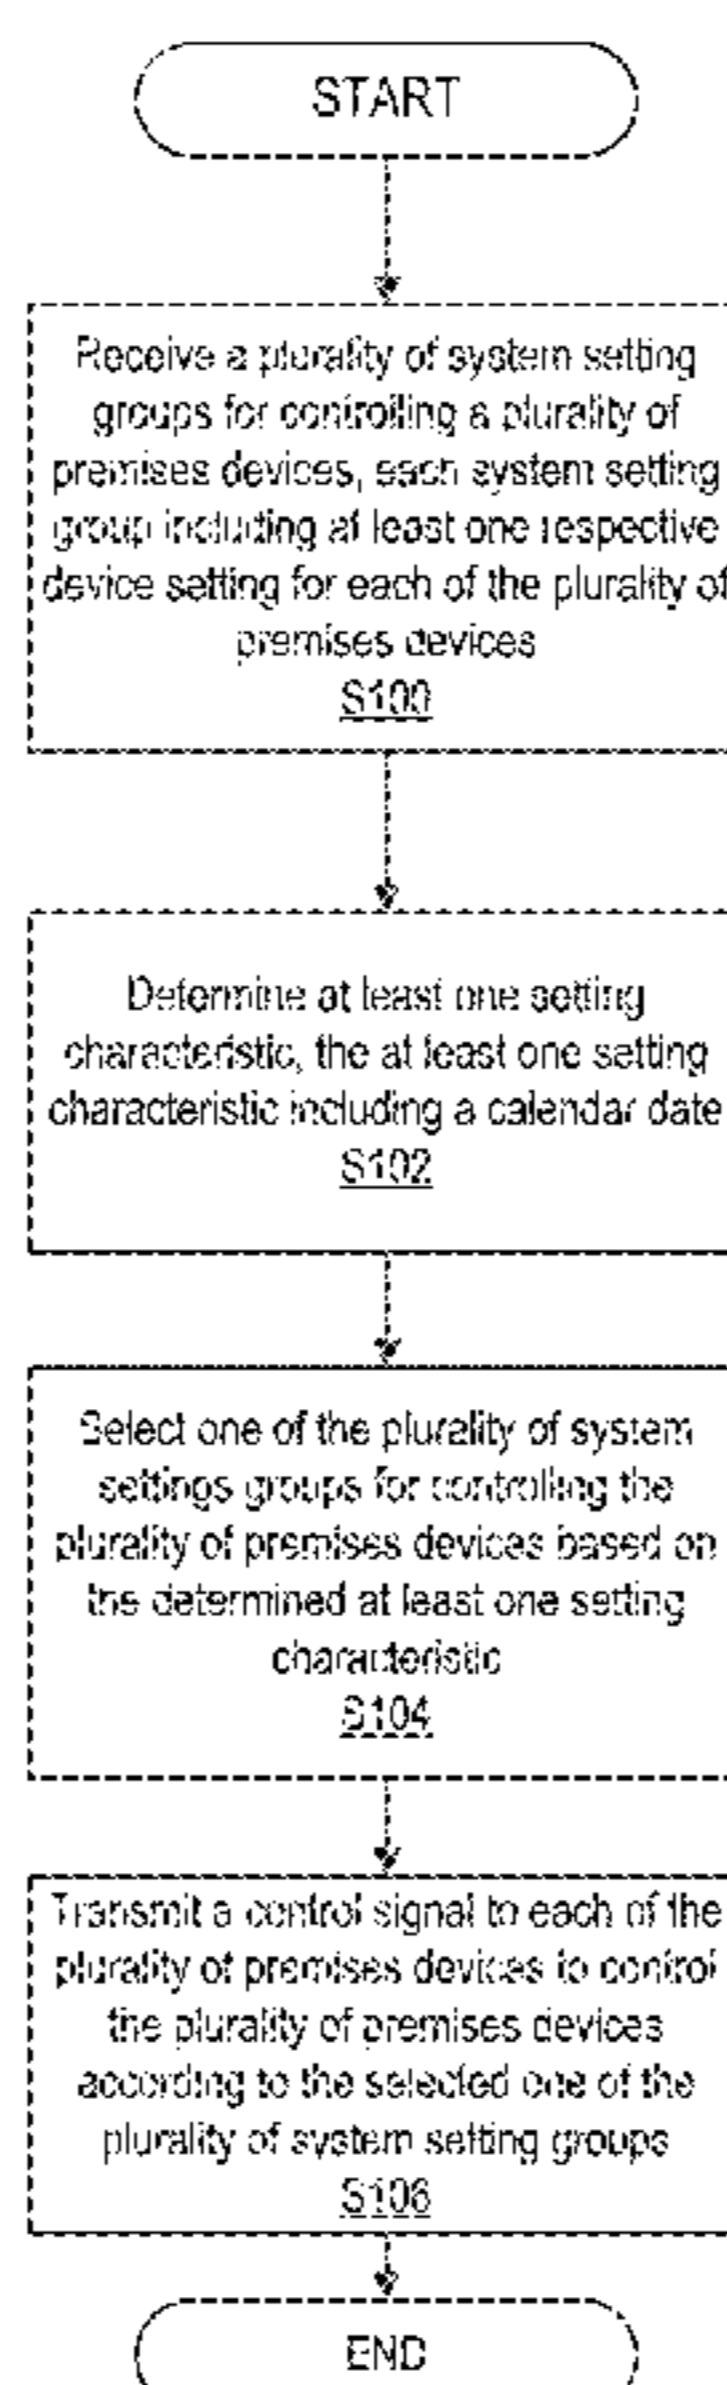 START
Receive a plurality of system setting
groups for controlling a plurality of
premises devices, each system setting
group including at least one respective
device setting for each of the plurality of
premises devices
S100
Determine at least one setting
characteristic, the at least one setting
characteristic including a calendar date
S102
Select one of the plurality of system
settings groups for controlling the
plurality of premises devices based on
the determined at least one setting
characteristic
S104
Transmit a control signal to each of the
plurality of premises devices to control
the plurality of premises devices
according to the selected one of the
plurality of system setting groups
S106
END